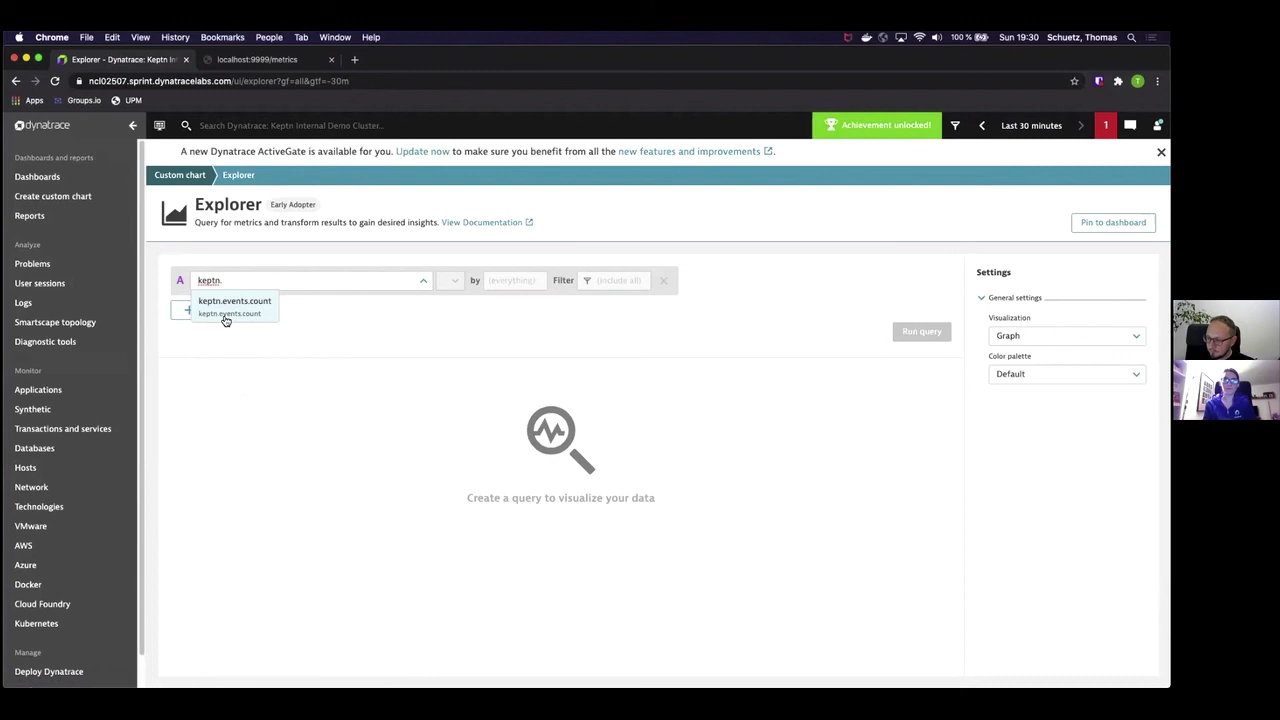 Chrome File Edit View History Bookmarks People Tab Window Help
100 % Sun 19:30 Schuetz, Thomas
Explorer - Dynatrace: Keptn In
localhost:9999/metrics
ncl02507.sprint.dynatracelabs.com/ui/explorer?gf=all&gtf=-30m
T
Apps Groups.io UPM
dynatrace
Search Dynatrace: Keptn Internal Demo Cluster...
Achievement unlocked!
Last 30 minutes
1
A new Dynatrace ActiveGate is available for you. Update now to make sure you benefit from all the new features and improvements.
Custom chart Explorer
Explorer Early Adopter
Query for metrics and transform results to gain desired insights. View Documentation
Pin to dashboard
Dashboards and reports
Dashboards
Create custom chart
Reports
Analyze
Problems
User sessions
Logs
Smartscape topology
Diagnostic tools
Monitor
Applications
Synthetic
Transactions and services
Databases
Hosts
Network
Technologies
VMware
AWS
Azure
Docker
Cloud Foundry
Kubernetes
Manage
Deploy Dynatrace
A keptn. by (everything) Filter (include all)
keptn.events.count
keptn.events.count
Run query
Create a query to visualize your data
Settings
General settings
Visualization
Graph
Color palette
Default